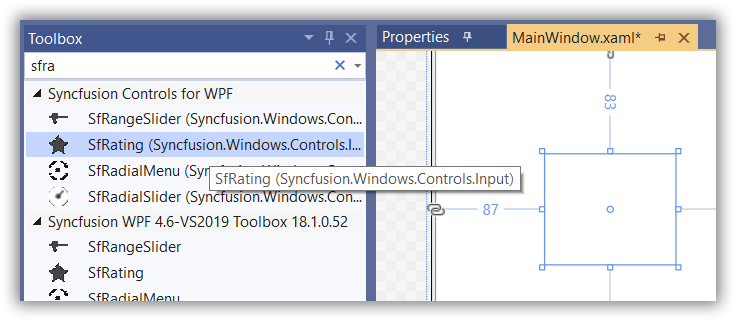 Toolbox
sfra
Syncfusion Controls for WPF
SfRangeSlider (Syncfusion.Windows.Con...
SfRating (Syncfusion.Windows.Controls.I...
SfRadialMenu (Syncfusion.Windows.
SfRating (Syncfusion.Windows.Controls.Input)
SfRadialSlider (Syncfusion.Windows.Con...
Syncfusion WPF 4.6-VS2019 Toolbox 18.1.0.52
SfRangeSlider
SfRating
SfRadialMenu
Properties
MainWindow.xaml*
83
87